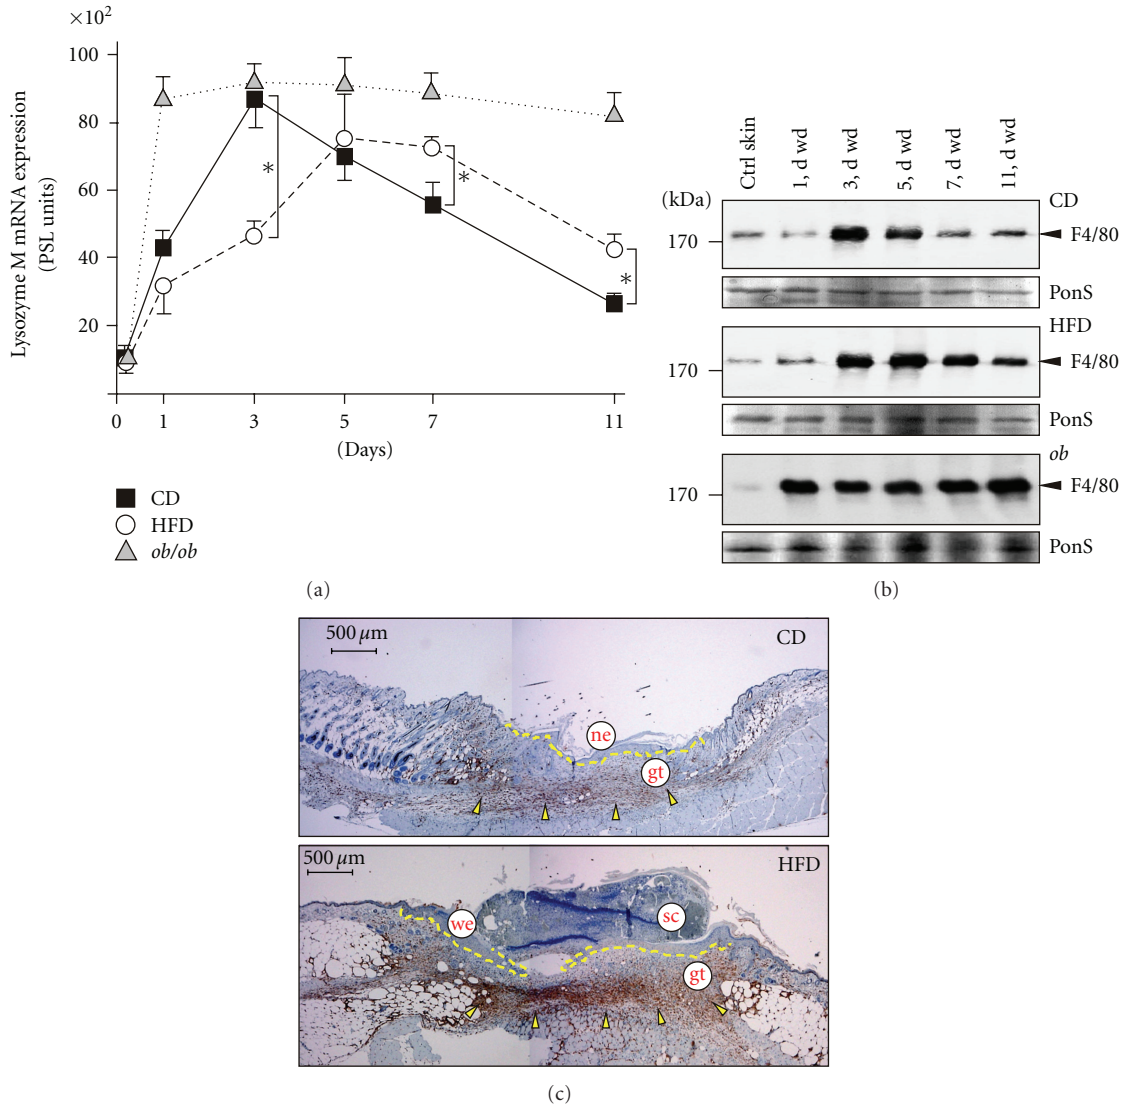 ×10²
100
80
60
40
20
Lysozyme M mRNA expression
(PSL units)
*
*
*
0 1 3 5 7 11
(Days)
CD
HFD
ob/ob
(a)
Ctrl skin
1, d wd
3, d wd
5, d wd
7, d wd
11, d wd
(kDa)
CD
170
F4/80
PonS
HFD
170
F4/80
PonS
ob
170
F4/80
PonS
(b)
500 µm
CD
ne
gt
500 µm
HFD
we
sc
gt
(c)